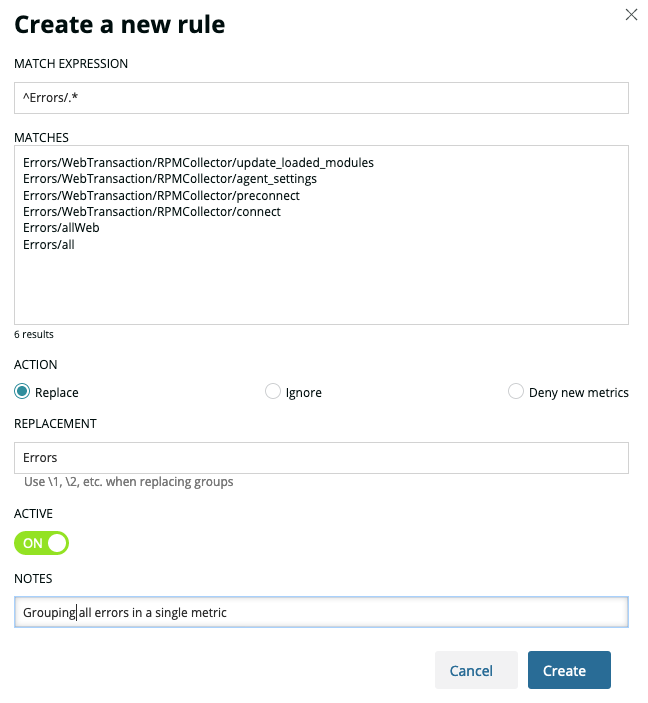 Create a new rule
MATCH EXPRESSION
^Errors/.*
MATCHES
Errors/WebTransaction/RPMCollector/update_loaded_modules
Errors/WebTransaction/RPMCollector/agent_settings
Errors/WebTransaction/RPMCollector/preconnect
Errors/WebTransaction/RPMCollector/connect
Errors/allWeb
Errors/all
6 results
ACTION
Replace Ignore Deny new metrics
REPLACEMENT
Errors
Use \1, \2, etc. when replacing groups
ACTIVE
ON
NOTES
Grouping all errors in a single metric
Cancel Create